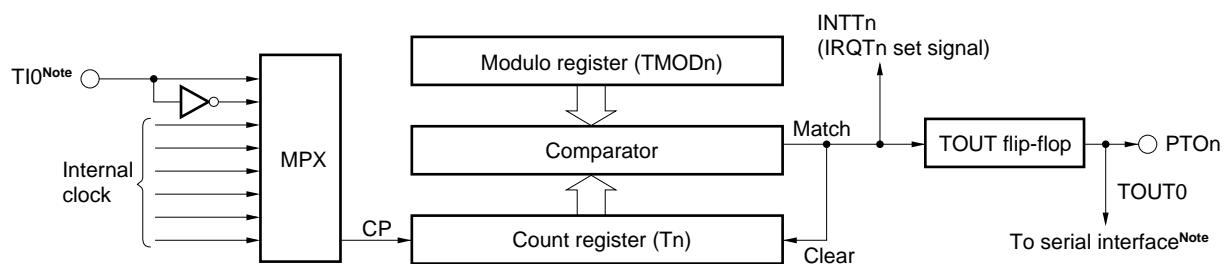 INTTn
(IRQTn set signal)
TI0Note
Modulo register (TMODn)
Match
MPX
Comparator
TOUT flip-flop
PTOn
Internal
clock
TOUT0
CP
Count register (Tn)
Clear
To serial interfaceNote